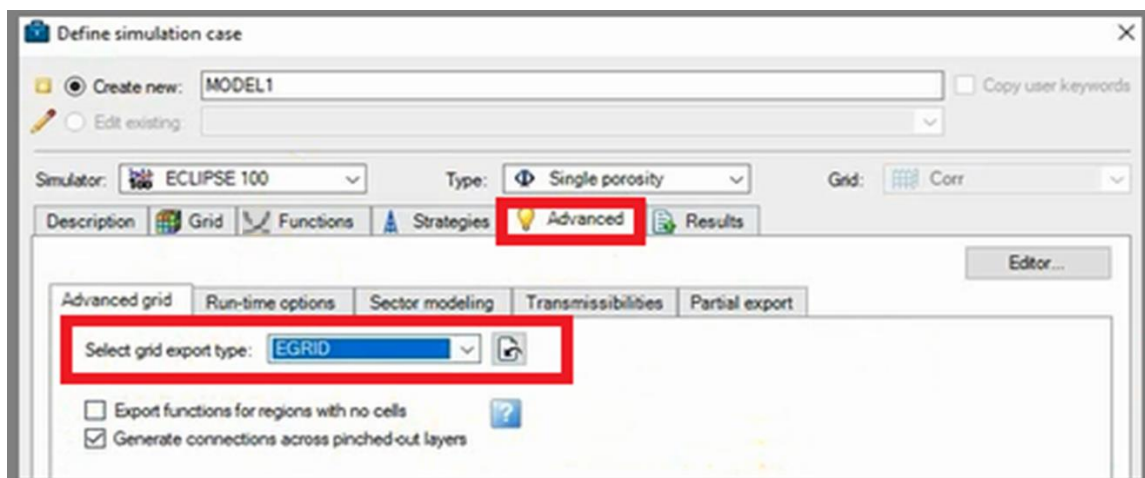 Define simulation case
Create new: MODEL1 Copy user keywords
Edit existing:
Simulator: 100 ECLIPSE 100 Type: Single porosity Grid: Corr
Description Grid Functions Strategies Advanced Results
Editor...
Advanced grid Run-time options Sector modeling Transmissibilities Partial export
Select grid export type: EGRID
Export functions for regions with no cells ?
Generate connections across pinched-out layers